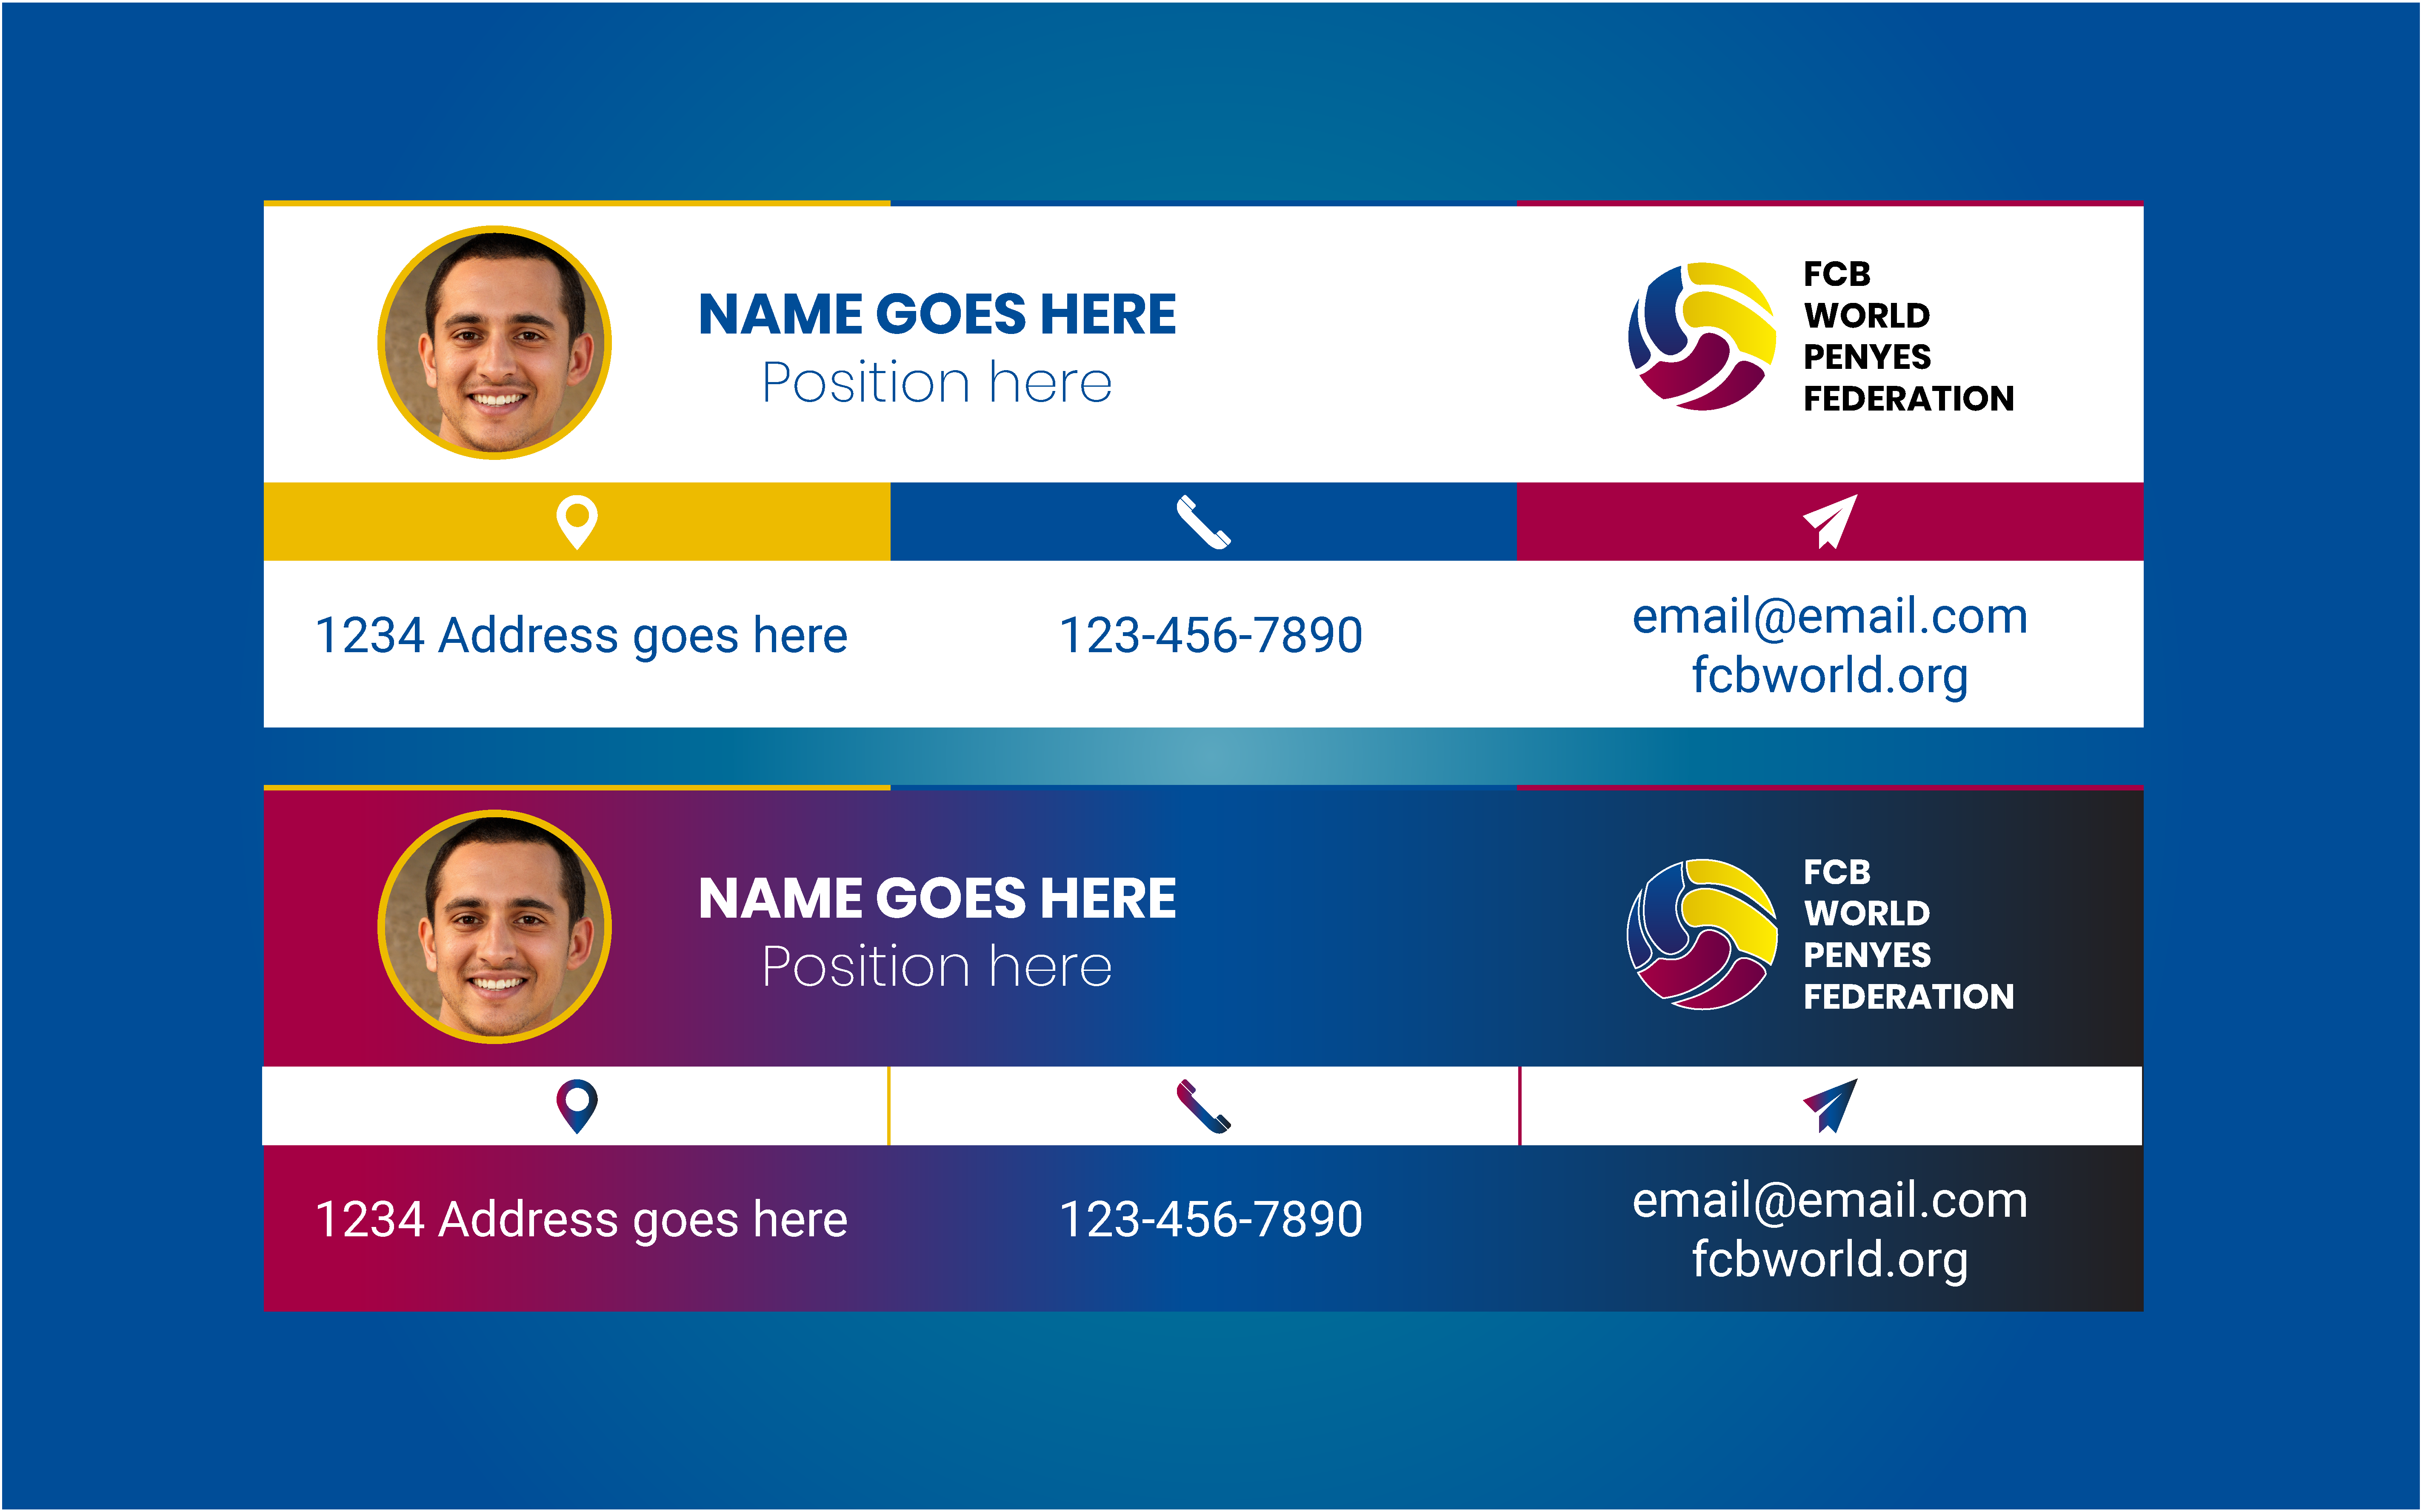 NAME GOES HERE
Position here
FCB
WORLD
PENYES
FEDERATION
1234 Address goes here
123-456-7890
email@email.com
fcbworld.org
NAME GOES HERE
Position here
FCB
WORLD
PENYES
FEDERATION
1234 Address goes here
123-456-7890
email@email.com
fcbworld.org